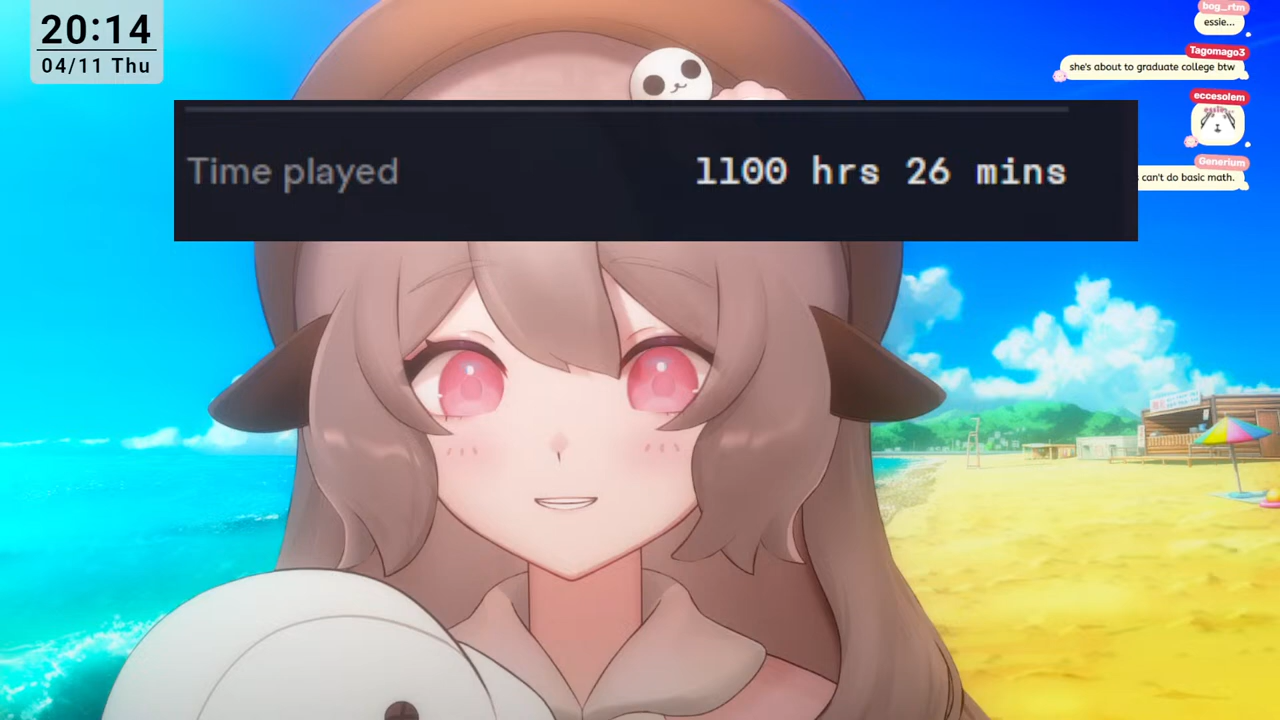 20:14
04/11 Thu
bog_rtm
essie...
Tagomago3
she's about to graduate college btw
eccesolem
Generium
can't do basic math.
Time played
1100 hrs 26 mins